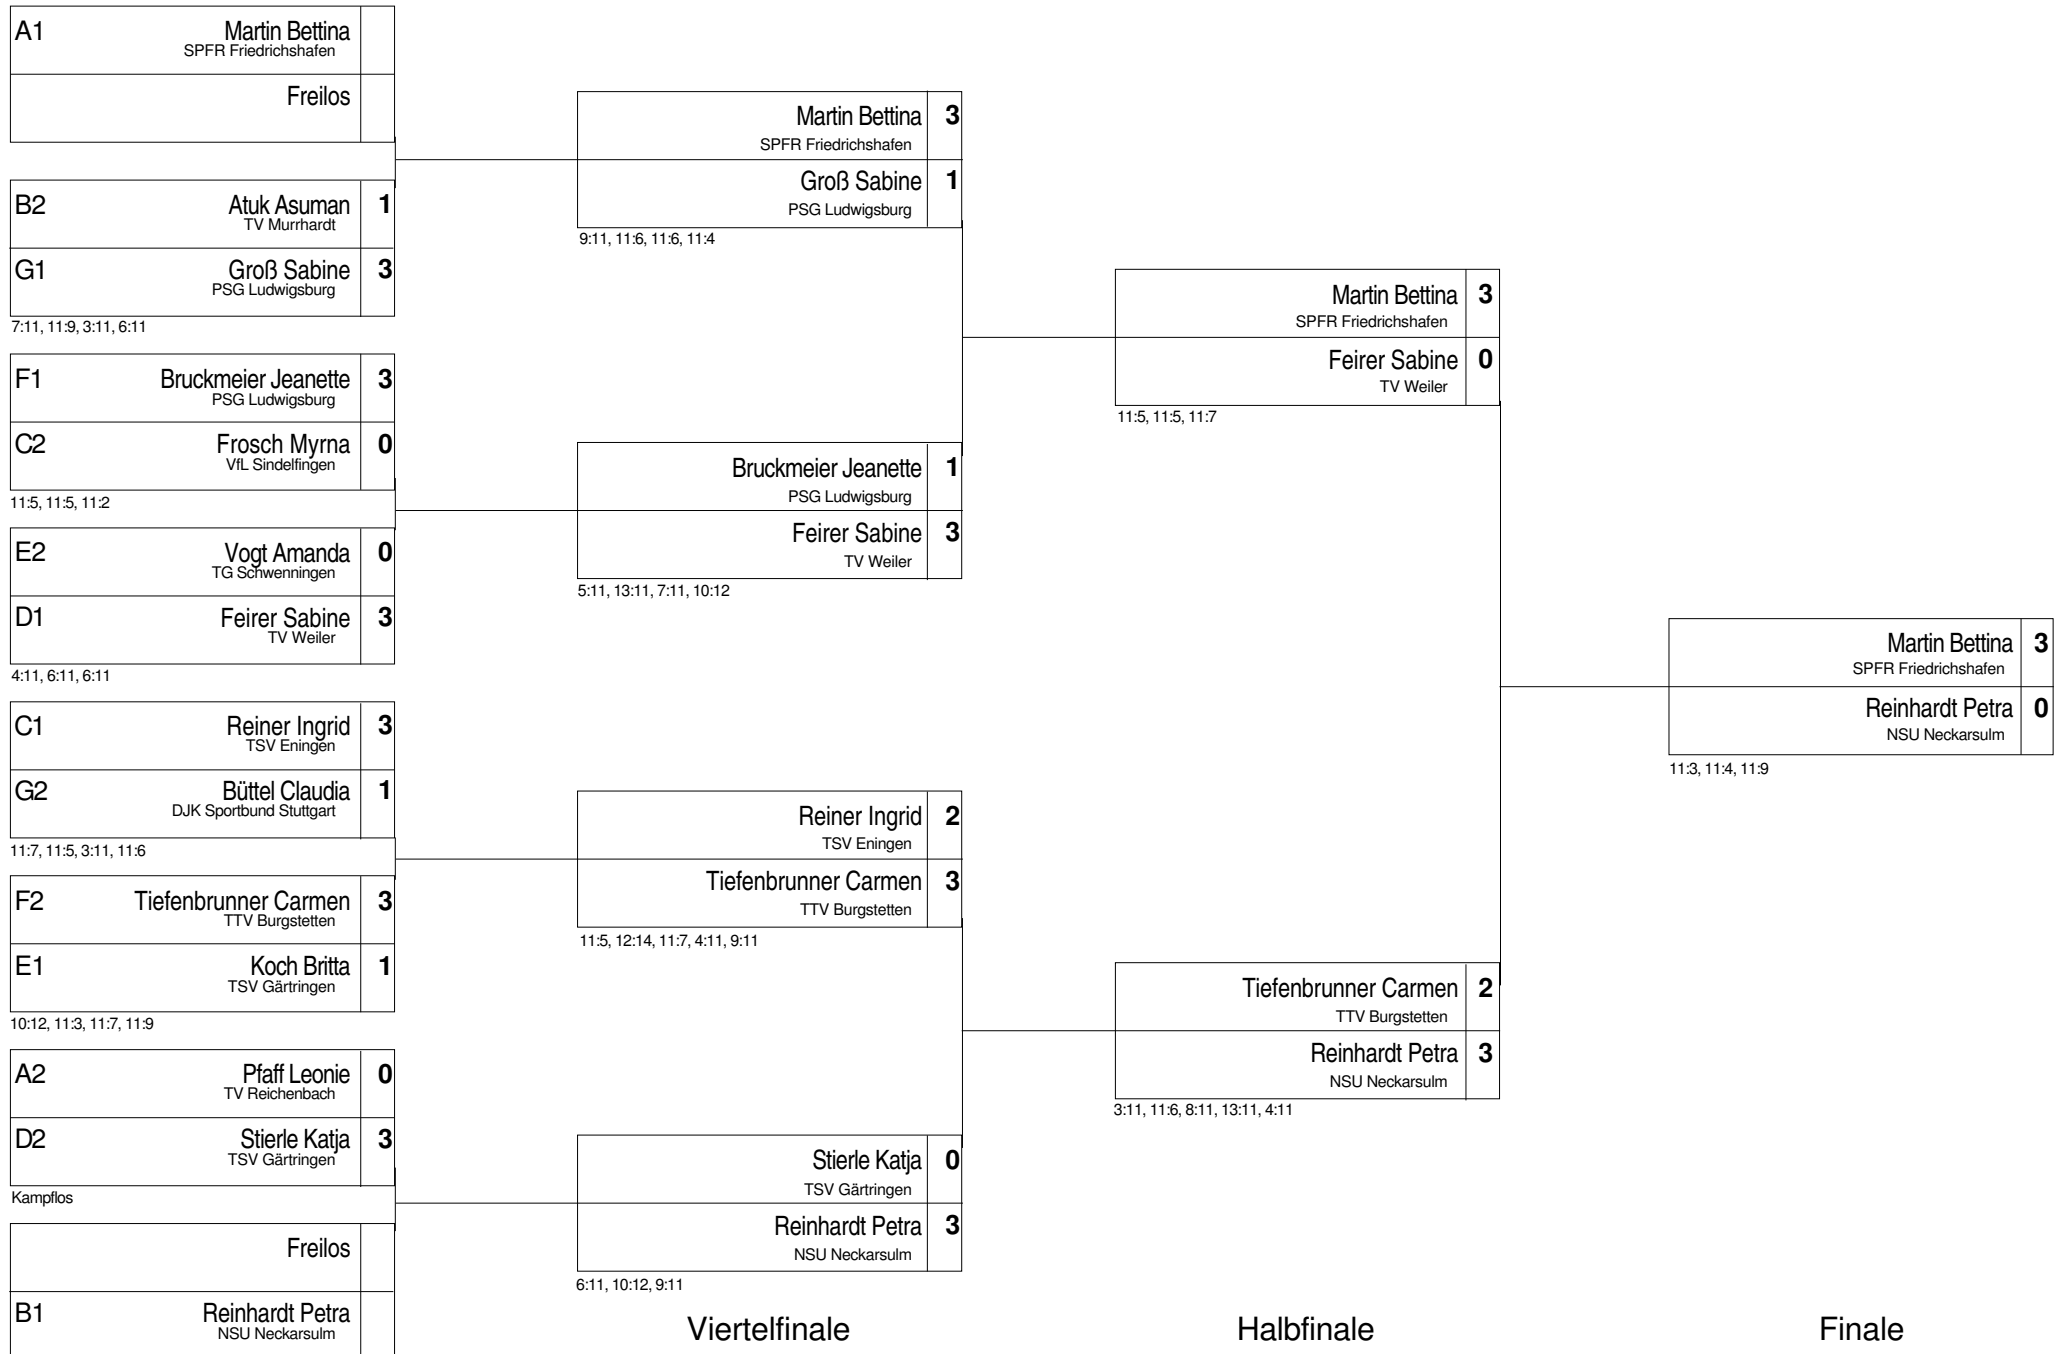 A1 Martin Bettina
SPFR Friedrichshafen
Freilos
B2 Atuk Asuman 1
TV Murrhardt
G1 Groß Sabine 3
PSG Ludwigsburg
7:11, 11:9, 3:11, 6:11
F1 Bruckmeier Jeanette 3
PSG Ludwigsburg
C2 Frosch Myrna 0
VfL Sindelfingen
11:5, 11:5, 11:2
E2 Vogt Amanda 0
TG Schwenningen
D1 Feirer Sabine 3
TV Weiler
4:11, 6:11, 6:11
C1 Reiner Ingrid 3
TSV Eningen
G2 Büttel Claudia 1
DJK Sportbund Stuttgart
11:7, 11:5, 3:11, 11:6
F2 Tiefenbrunner Carmen 3
TTV Burgstetten
E1 Koch Britta 1
TSV Gärtringen
10:12, 11:3, 11:7, 11:9
A2 Pfaff Leonie 0
TV Reichenbach
D2 Stierle Katja 3
TSV Gärtringen
Kampflos
Freilos
B1 Reinhardt Petra
NSU Neckarsulm
Martin Bettina 3
SPFR Friedrichshafen
Groß Sabine 1
PSG Ludwigsburg
9:11, 11:6, 11:6, 11:4
Bruckmeier Jeanette 1
PSG Ludwigsburg
Feirer Sabine 3
TV Weiler
5:11, 13:11, 7:11, 10:12
Reiner Ingrid 2
TSV Eningen
Tiefenbrunner Carmen 3
TTV Burgstetten
11:5, 12:14, 11:7, 4:11, 9:11
Stierle Katja 0
TSV Gärtringen
Reinhardt Petra 3
NSU Neckarsulm
6:11, 10:12, 9:11
Viertelfinale
Martin Bettina 3
SPFR Friedrichshafen
Feirer Sabine 0
TV Weiler
11:5, 11:5, 11:7
Tiefenbrunner Carmen 2
TTV Burgstetten
Reinhardt Petra 3
NSU Neckarsulm
3:11, 11:6, 8:11, 13:11, 4:11
Halbfinale
Martin Bettina 3
SPFR Friedrichshafen
Reinhardt Petra 0
NSU Neckarsulm
11:3, 11:4, 11:9
Finale